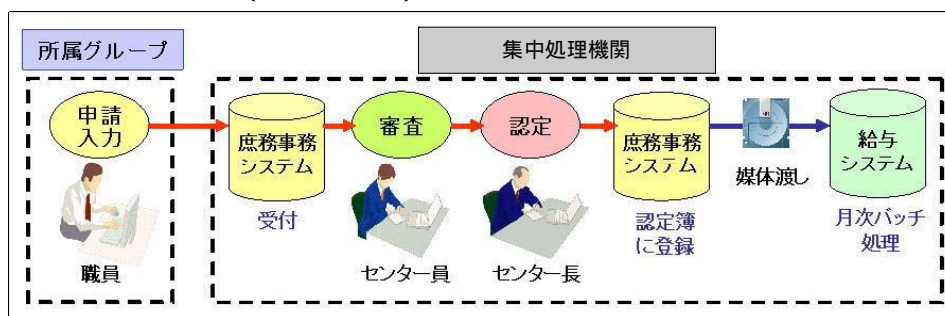 所属グループ
集中処理機関
申請
入力
職員
庶務事務
システム
受付
審査
センター員
認定
センター長
庶務事務
システム
認定簿
に登録
媒体渡し
給与
システム
月次バッチ
処理